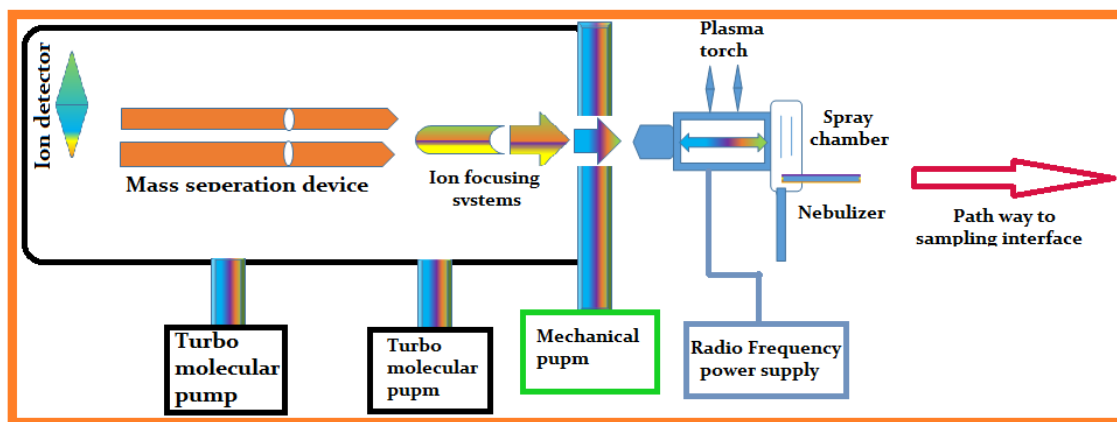 Ion detector
Mass seperation device
Ion focusing
systems
Plasma
torch
Spray
chamber
Nebulizer
Path way to
sampling interface
Turbo
molecular
pump
Turbo
molecular
pupm
Mechanical
pupm
Radio Frequency
power supply